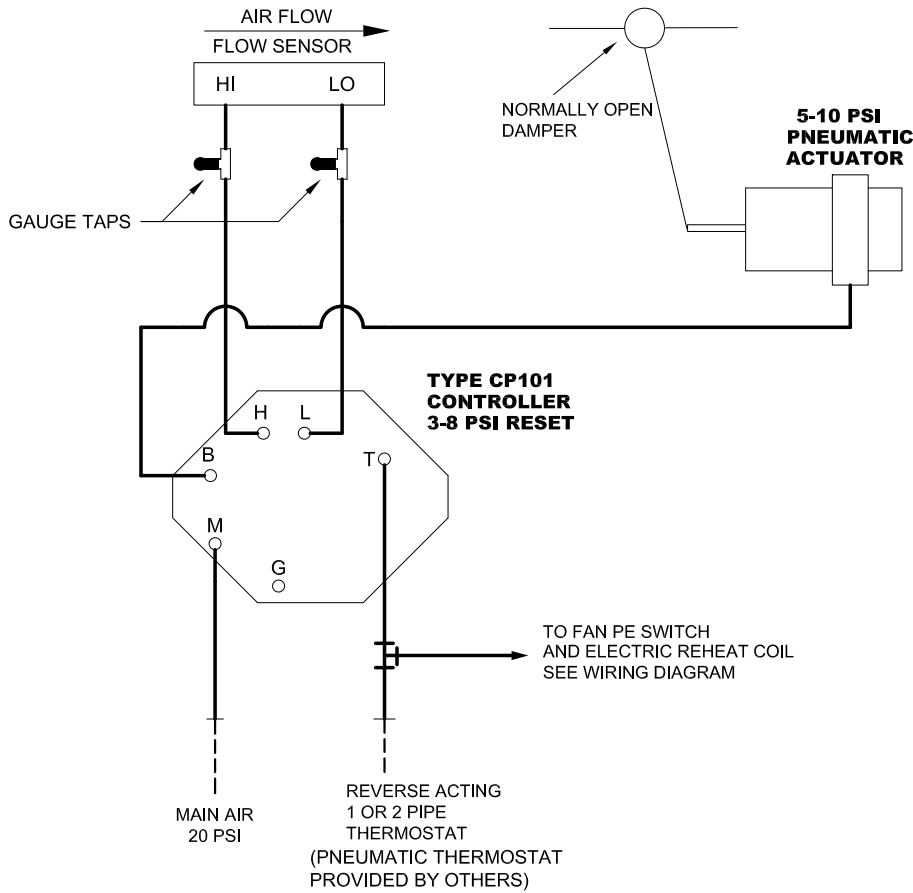 AIR FLOW
FLOW SENSOR
HI
LO
NORMALLY OPEN
DAMPER
5-10 PSI
PNEUMATIC
ACTUATOR
GAUGE TAPS
TYPE CP101
CONTROLLER
3-8 PSI RESET
H
L
B
T
M
G
TO FAN PE SWITCH
AND ELECTRIC REHEAT COIL
SEE WIRING DIAGRAM
MAIN AIR
20 PSI
REVERSE ACTING
1 OR 2 PIPE
THERMOSTAT
(PNEUMATIC THERMOSTAT
PROVIDED BY OTHERS)